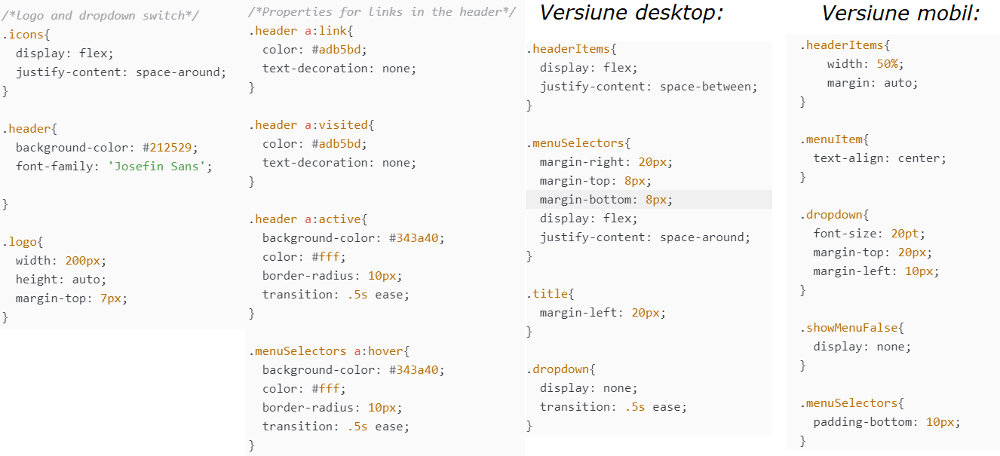 /*logo and dropdown switch*/
.icons{
display: flex;
justify-content: space-around;
}
.header{
background-color: #212529;
font-family: 'Josefin Sans';
}
.logo{
width: 200px;
height: auto;
margin-top: 7px;
}
/*Properties for links in the header*/
.header a:link{
color: #adb5bd;
text-decoration: none;
}
.header a:visited{
color: #adb5bd;
text-decoration: none;
}
.header a:active{
background-color: #343a40;
color: #fff;
border-radius: 10px;
transition: .5s ease;
}
.menuSelectors a:hover{
background-color: #343a40;
color: #fff;
border-radius: 10px;
transition: .5s ease;
}
Versiune desktop:
.headerItems{
display: flex;
justify-content: space-between;
}
.menuSelectors{
margin-right: 20px;
margin-top: 8px;
margin-bottom: 8px;
display: flex;
justify-content: space-around;
}
.title{
margin-left: 20px;
}
.dropdown{
display: none;
transition: .5s ease;
}
Versiune mobil:
.headerItems{
width: 50%;
margin: auto;
}
.menuItem{
text-align: center;
}
.dropdown{
font-size: 20pt;
margin-top: 20px;
margin-left: 10px;
}
.showMenuFalse{
display: none;
}
.menuSelectors{
padding-bottom: 10px;
}